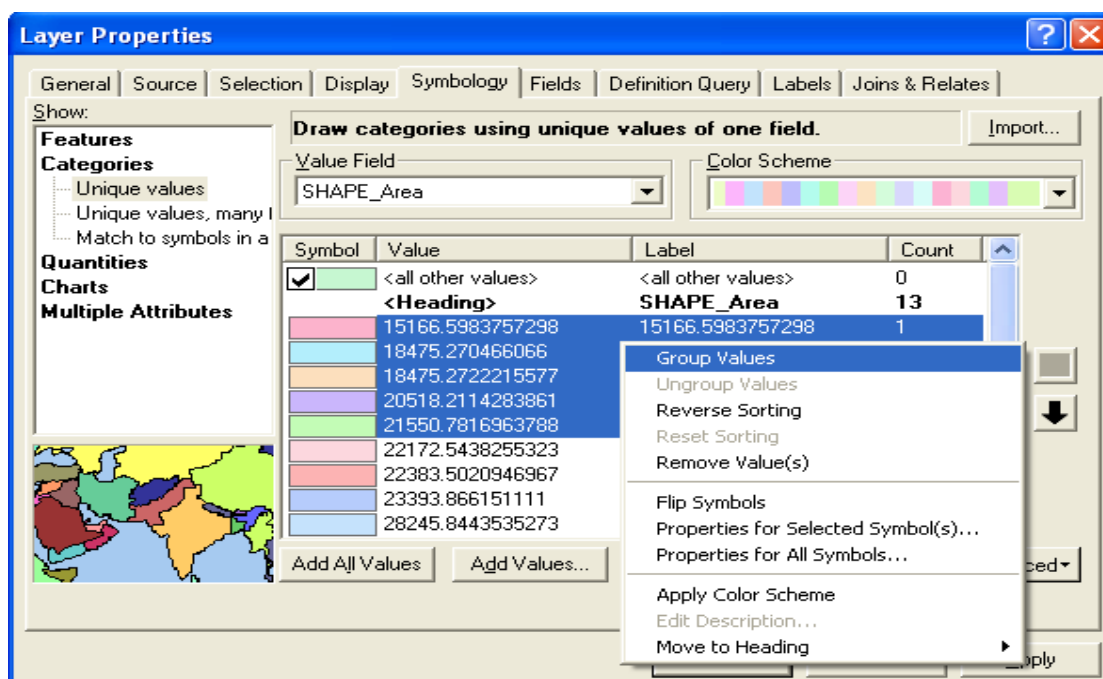 Layer Properties
General Source Selection Display Symbology Fields Definition Query Labels Joins & Relates
Show:
Features
Categories
Unique values
Unique values, many
Match to symbols in a
Quantities
Charts
Multiple Attributes
Draw categories using unique values of one field.
Import...
Value Field
SHAPE_Area
Color Scheme
Symbol Value Label Count
<all other values> <all other values> 0
<Heading> SHAPE_Area 13
15166.5983757298 15166.5983757298 1
18475.270466066
18475.2722215577
20518.2114283861
21550.7816963788
22172.5438255323
22383.5020946967
23393.866151111
28245.8443535273
Group Values
Ungroup Values
Reverse Sorting
Reset Sorting
Remove Value(s)
Flip Symbols
Properties for Selected Symbol(s)...
Properties for All Symbols...
Apply Color Scheme
Edit Description...
Move to Heading
Add All Values Add Values...
ced
pply